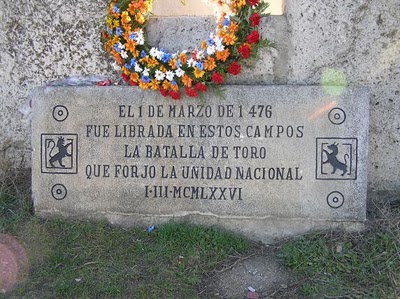 EL 1 DE MARZO DE 1 476
FUE LIBRADA EN ESTOS CAMPOS
LA BATALLA DE TORO
QUE FORJO LA UNIDAD NACIONAL
I·III·MCMLXXVI